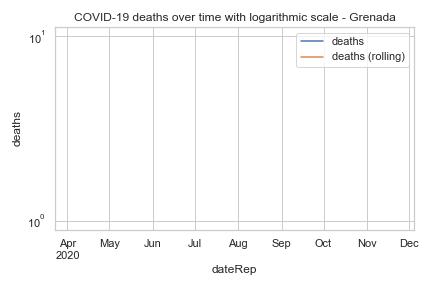 COVID-19 deaths over time with logarithmic scale - Grenada
deaths
deaths (rolling)
10¹
deaths
10⁰
Apr May Jun Jul Aug Sep Oct Nov Dec
2020
dateRep